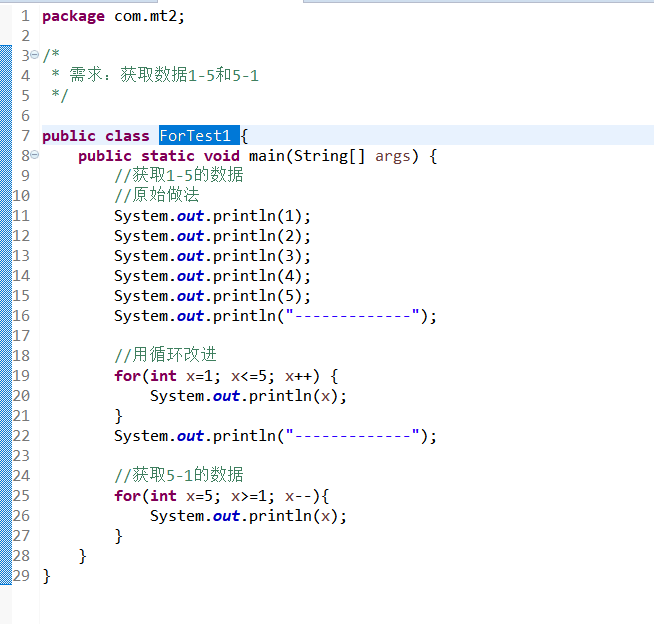 1 package com.mt2;
2
3 /*
4  * 需求：获取数据1-5和5-1
5  */
6
7 public class ForTest1 {
8     public static void main(String[] args) {
9         //获取1-5的数据
10         //原始做法
11         System.out.println(1);
12         System.out.println(2);
13         System.out.println(3);
14         System.out.println(4);
15         System.out.println(5);
16         System.out.println("-------------");
17
18         //用循环改进
19         for(int x=1; x<=5; x++) {
20             System.out.println(x);
21         }
22         System.out.println("-------------");
23
24         //获取5-1的数据
25         for(int x=5; x>=1; x--){
26             System.out.println(x);
27         }
28     }
29 }